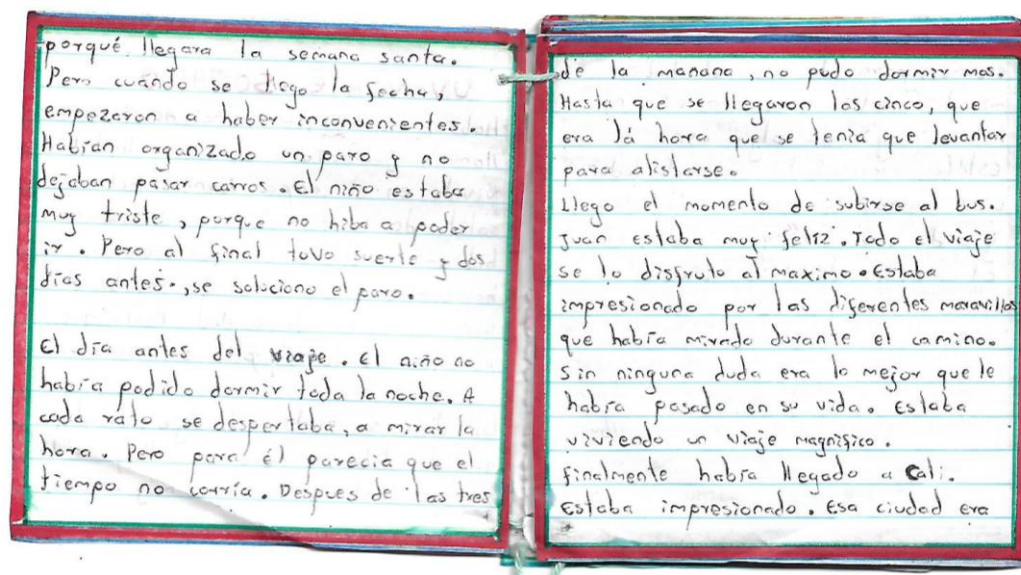 porqué llegara la semana santa.
Pero cuándo se llego la fecha,
empezaron a haber inconvenientes.
Habían organizado un paro y no
dejaban pasar carros. El niño estaba
muy triste, porque no hiba a poder
ir. Pero al final tuvo suerte y dos
días antes., se soluciono el paro.
El día antes del viaje. El niño no
había podido dormir toda la noche. A
cada rato se despertaba, a mirar la
hora. Pero para él parecia que el
tiempo no corría. Despues de las tres
de la manana, no pudo dormir mas.
Hasta que se llegaron las cinco, que
era lá hora que se tenia que levantar
para alistarse.
Llego el momento de subirse al bus.
Juan estaba muy feliz. Todo el viaje
se lo disfruto al maximo. Estaba
impresionado por las diferentes maravillas
que había mirado durante el camino.
Sin ninguna duda era lo mejor que le
había pasado en su vida. Estaba
viviendo un viaje magnifico.
Finalmente había llegado a Cali.
Estaba impresionado. Esa ciudad era